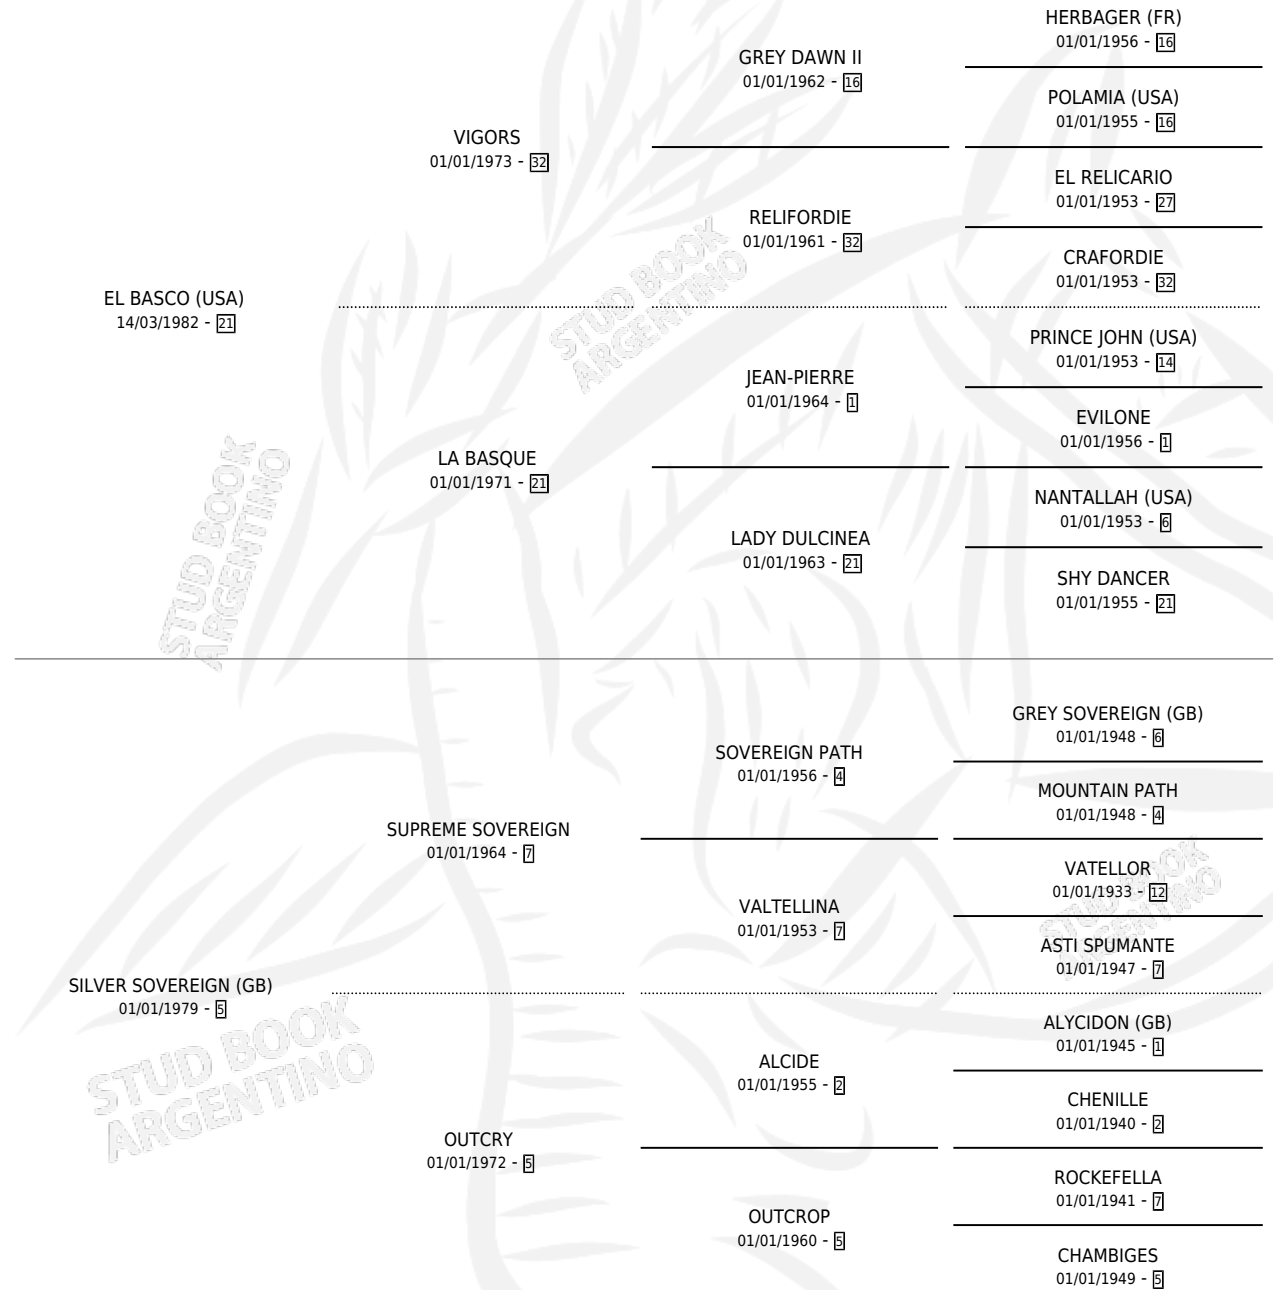 HERBAGER (FR)
01/01/1956 - 16
GREY DAWN II
01/01/1962 - 16
POLAMIA (USA)
01/01/1955 - 16
VIGORS
01/01/1973 - 32
EL RELICARIO
01/01/1953 - 27
RELIFORDIE
01/01/1961 - 32
CRAFORDIE
01/01/1953 - 32
EL BASCO (USA)
14/03/1982 - 21
STUD BOOK
ARGENTINO
PRINCE JOHN (USA)
01/01/1953 - 14
JEAN-PIERRE
01/01/1964 - 1
EVILONE
01/01/1956 - 1
LA BASQUE
01/01/1971 - 21
NANTALLAH (USA)
01/01/1953 - 6
LADY DULCINEA
01/01/1963 - 21
SHY DANCER
01/01/1955 - 21
STUD BOOK
ARGENTINO
GREY SOVEREIGN (GB)
01/01/1948 - 6
SOVEREIGN PATH
01/01/1956 - 4
MOUNTAIN PATH
01/01/1948 - 4
SUPREME SOVEREIGN
01/01/1964 - 7
VATELLOR
01/01/1933 - 12
VALTELLINA
01/01/1953 - 7
STUD BOOK
ARGENTINO
ASTI SPUMANTE
01/01/1947 - 7
SILVER SOVEREIGN (GB)
01/01/1979 - 5
ALYCIDON (GB)
01/01/1945 - 1
STUD BOOK
ARGENTINO
ALCIDE
01/01/1955 - 2
CHENILLE
01/01/1940 - 2
OUTCRY
01/01/1972 - 5
ROCKEFELLA
01/01/1941 - 7
OUTCROP
01/01/1960 - 5
CHAMBIGES
01/01/1949 - 5